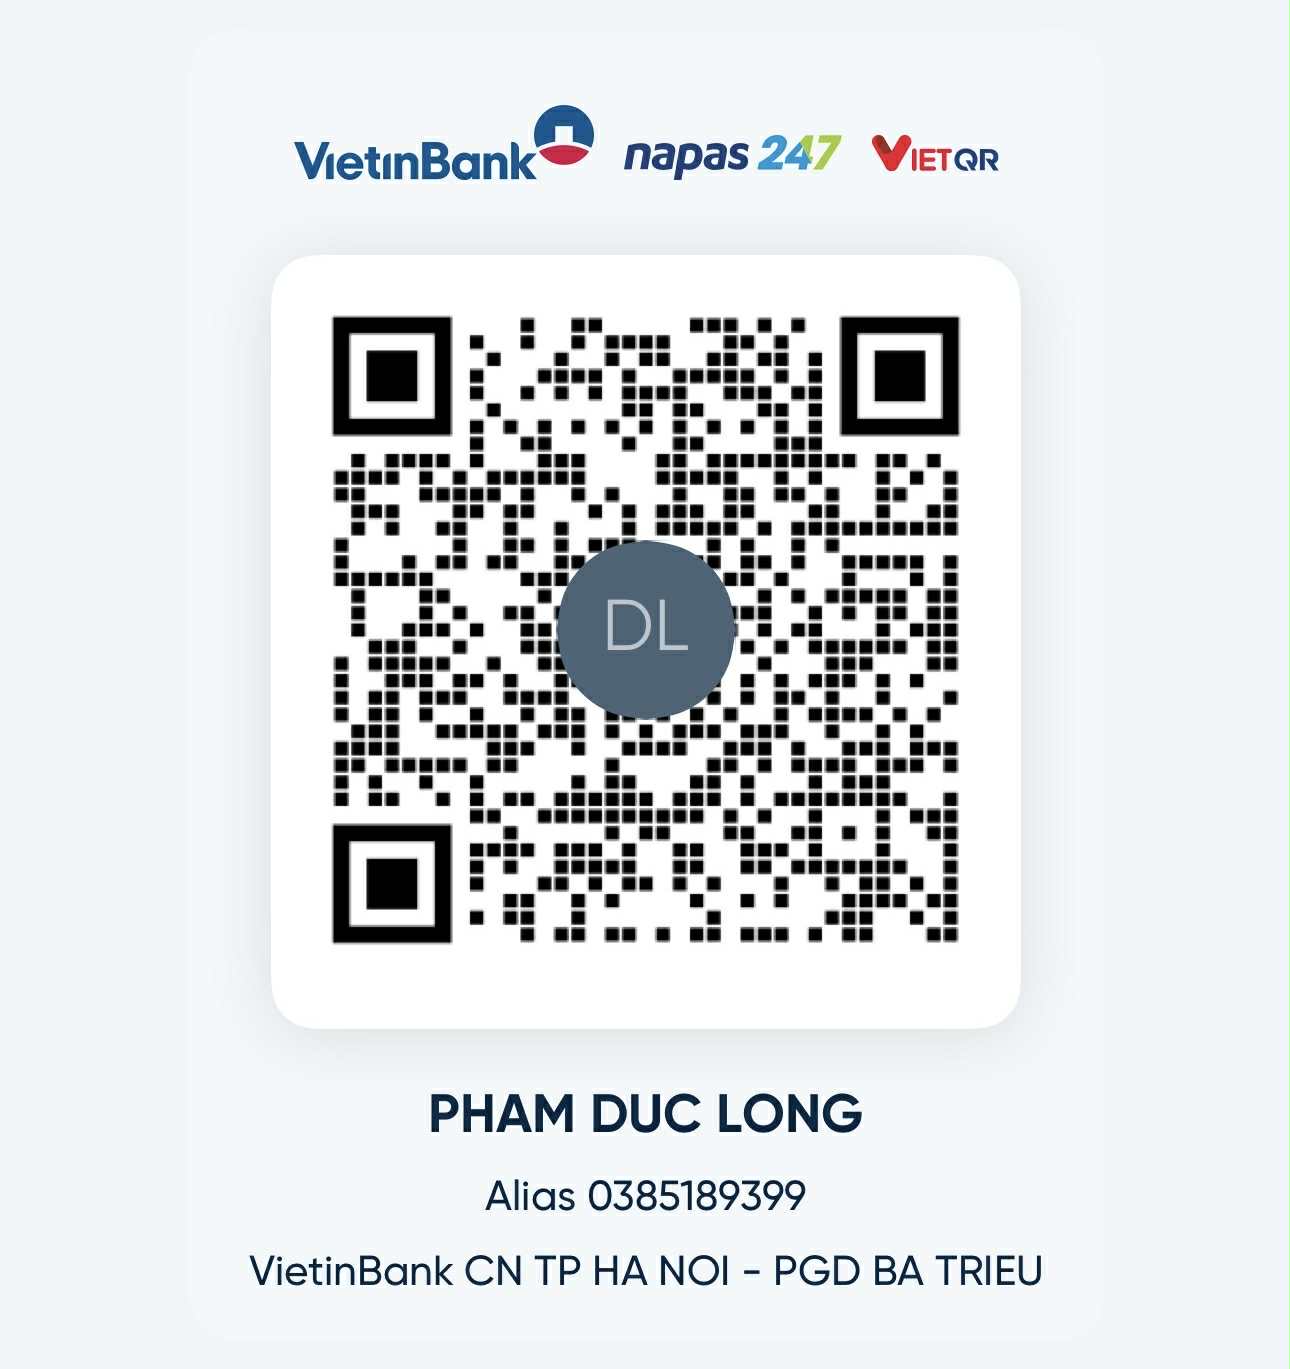 VietinBank napas 247 VIETQR
DL
PHAM DUC LONG
Alias 0385189399
VietinBank CN TP HA NOI - PGD BA TRIEU